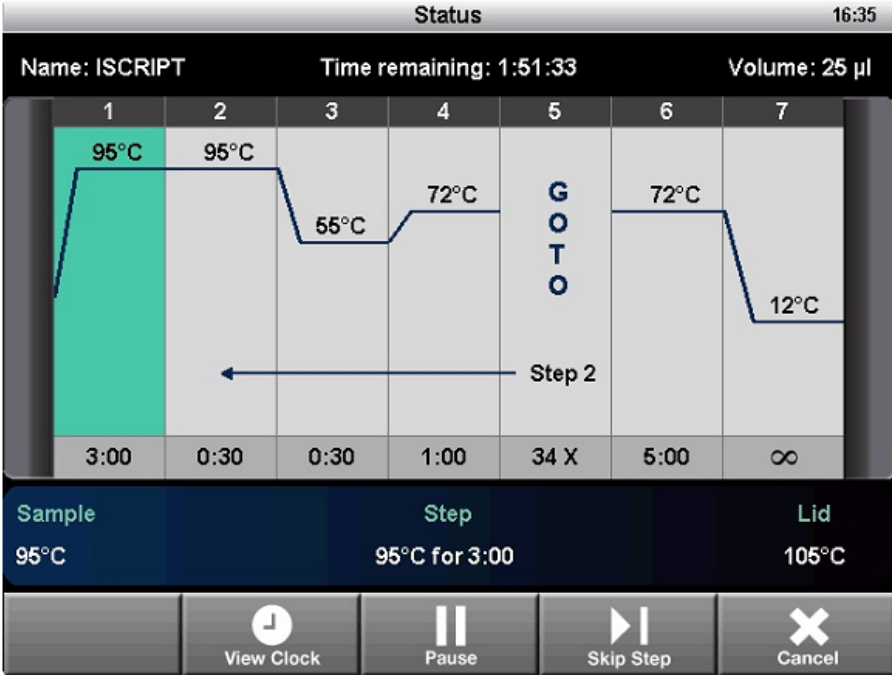 Status 16:35
Name: ISCRIPT Time remaining: 1:51:33 Volume: 25 µl
1 2 3 4 5 6 7
95°C 95°C 55°C 72°C GOTO 72°C 12°C
Step 2
3:00 0:30 0:30 1:00 34 X 5:00 ∞
Sample Step Lid
95°C 95°C for 3:00 105°C
View Clock Pause Skip Step Cancel